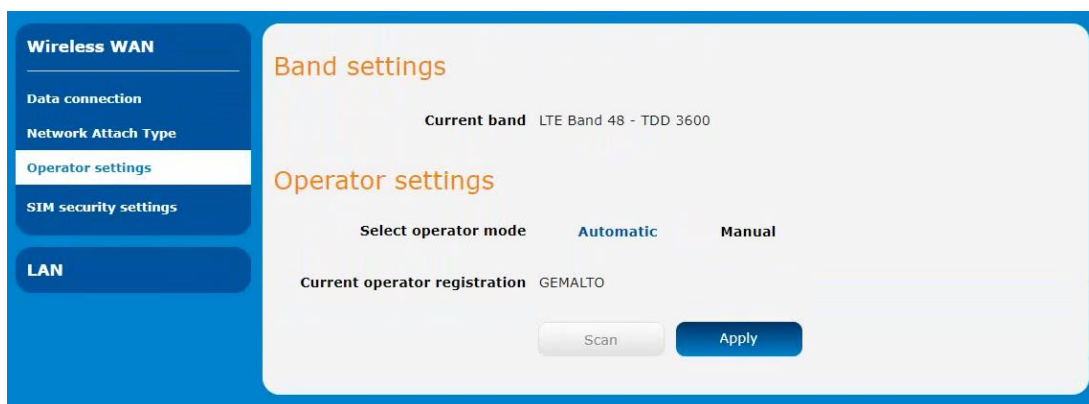 Wireless WAN
Data connection
Network Attach Type
Operator settings
SIM security settings
LAN
Band settings
Current band LTE Band 48 - TDD 3600
Operator settings
Select operator mode Automatic Manual
Current operator registration GEMALTO
Scan Apply